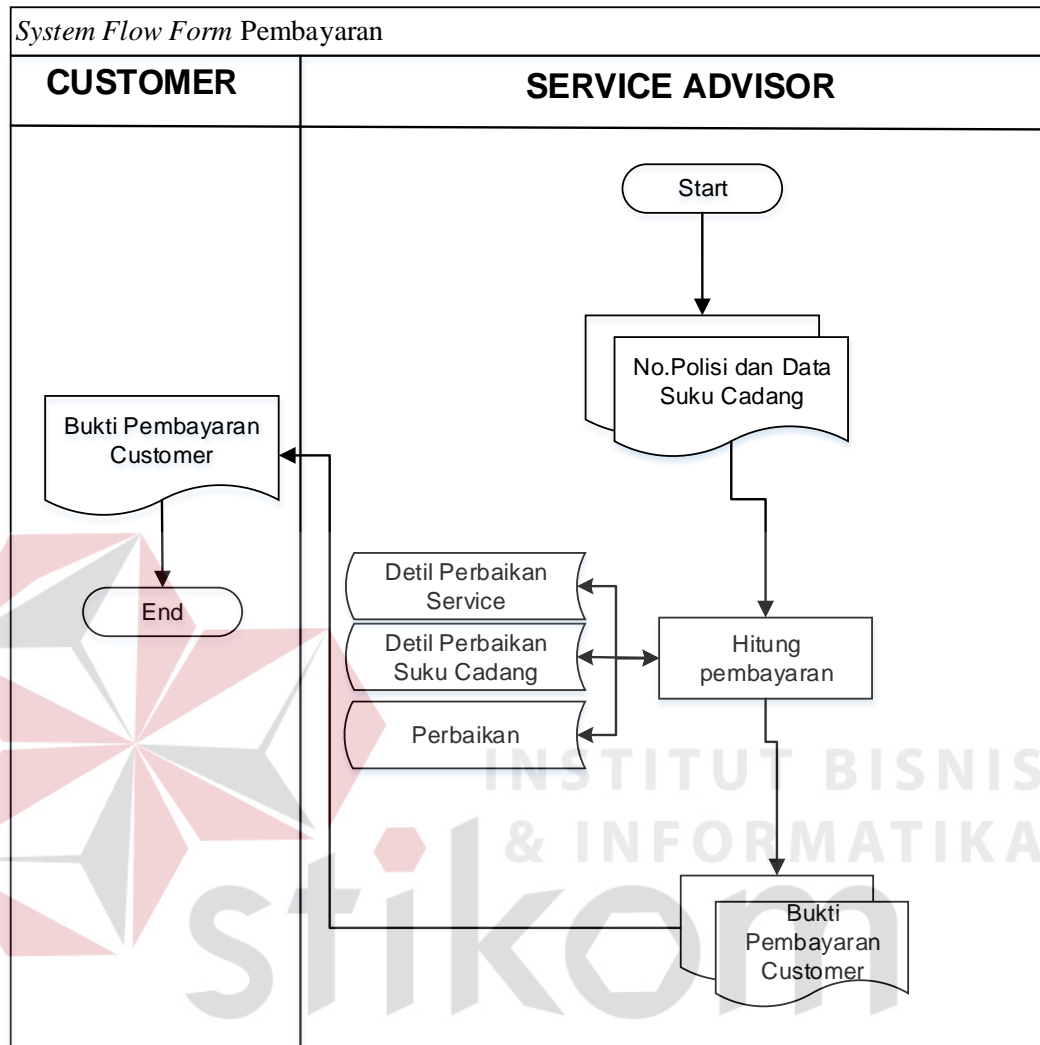 System Flow Form Pembayaran
CUSTOMER
SERVICE ADVISOR
Start
No.Polisi dan Data
Suku Cadang
Bukti Pembayaran
Customer
End
Detil Perbaikan
Service
Detil Perbaikan
Suku Cadang
Perbaikan
Hitung
pembayaran
Bukti
Pembayaran
Customer
INSTITUT BISNIS
& INFORMATIKA
stikom